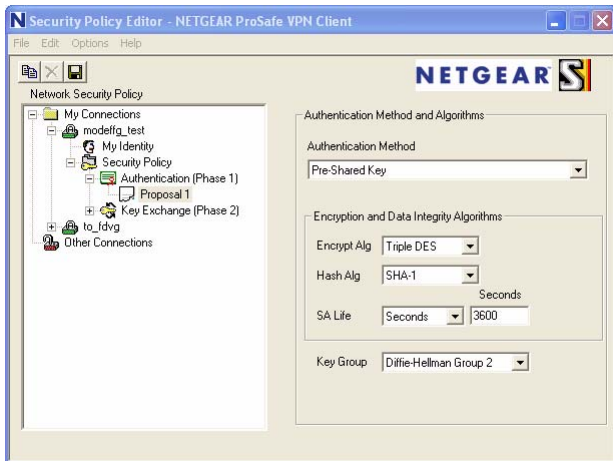 N Security Policy Editor - NETGEAR ProSafe VPN Client
File Edit Options Help
NETGEAR
Network Security Policy
My Connections
modeffg_test
My Identity
Security Policy
Authentication (Phase 1)
Proposal 1
Key Exchange (Phase 2)
to_fdvg
Other Connections
Authentication Method and Algorithms
Authentication Method
Pre-Shared Key
Encryption and Data Integrity Algorithms
Encrypt Alg Triple DES
Hash Alg SHA-1
Seconds
SA Life Seconds 3600
Key Group Diffie-Hellman Group 2